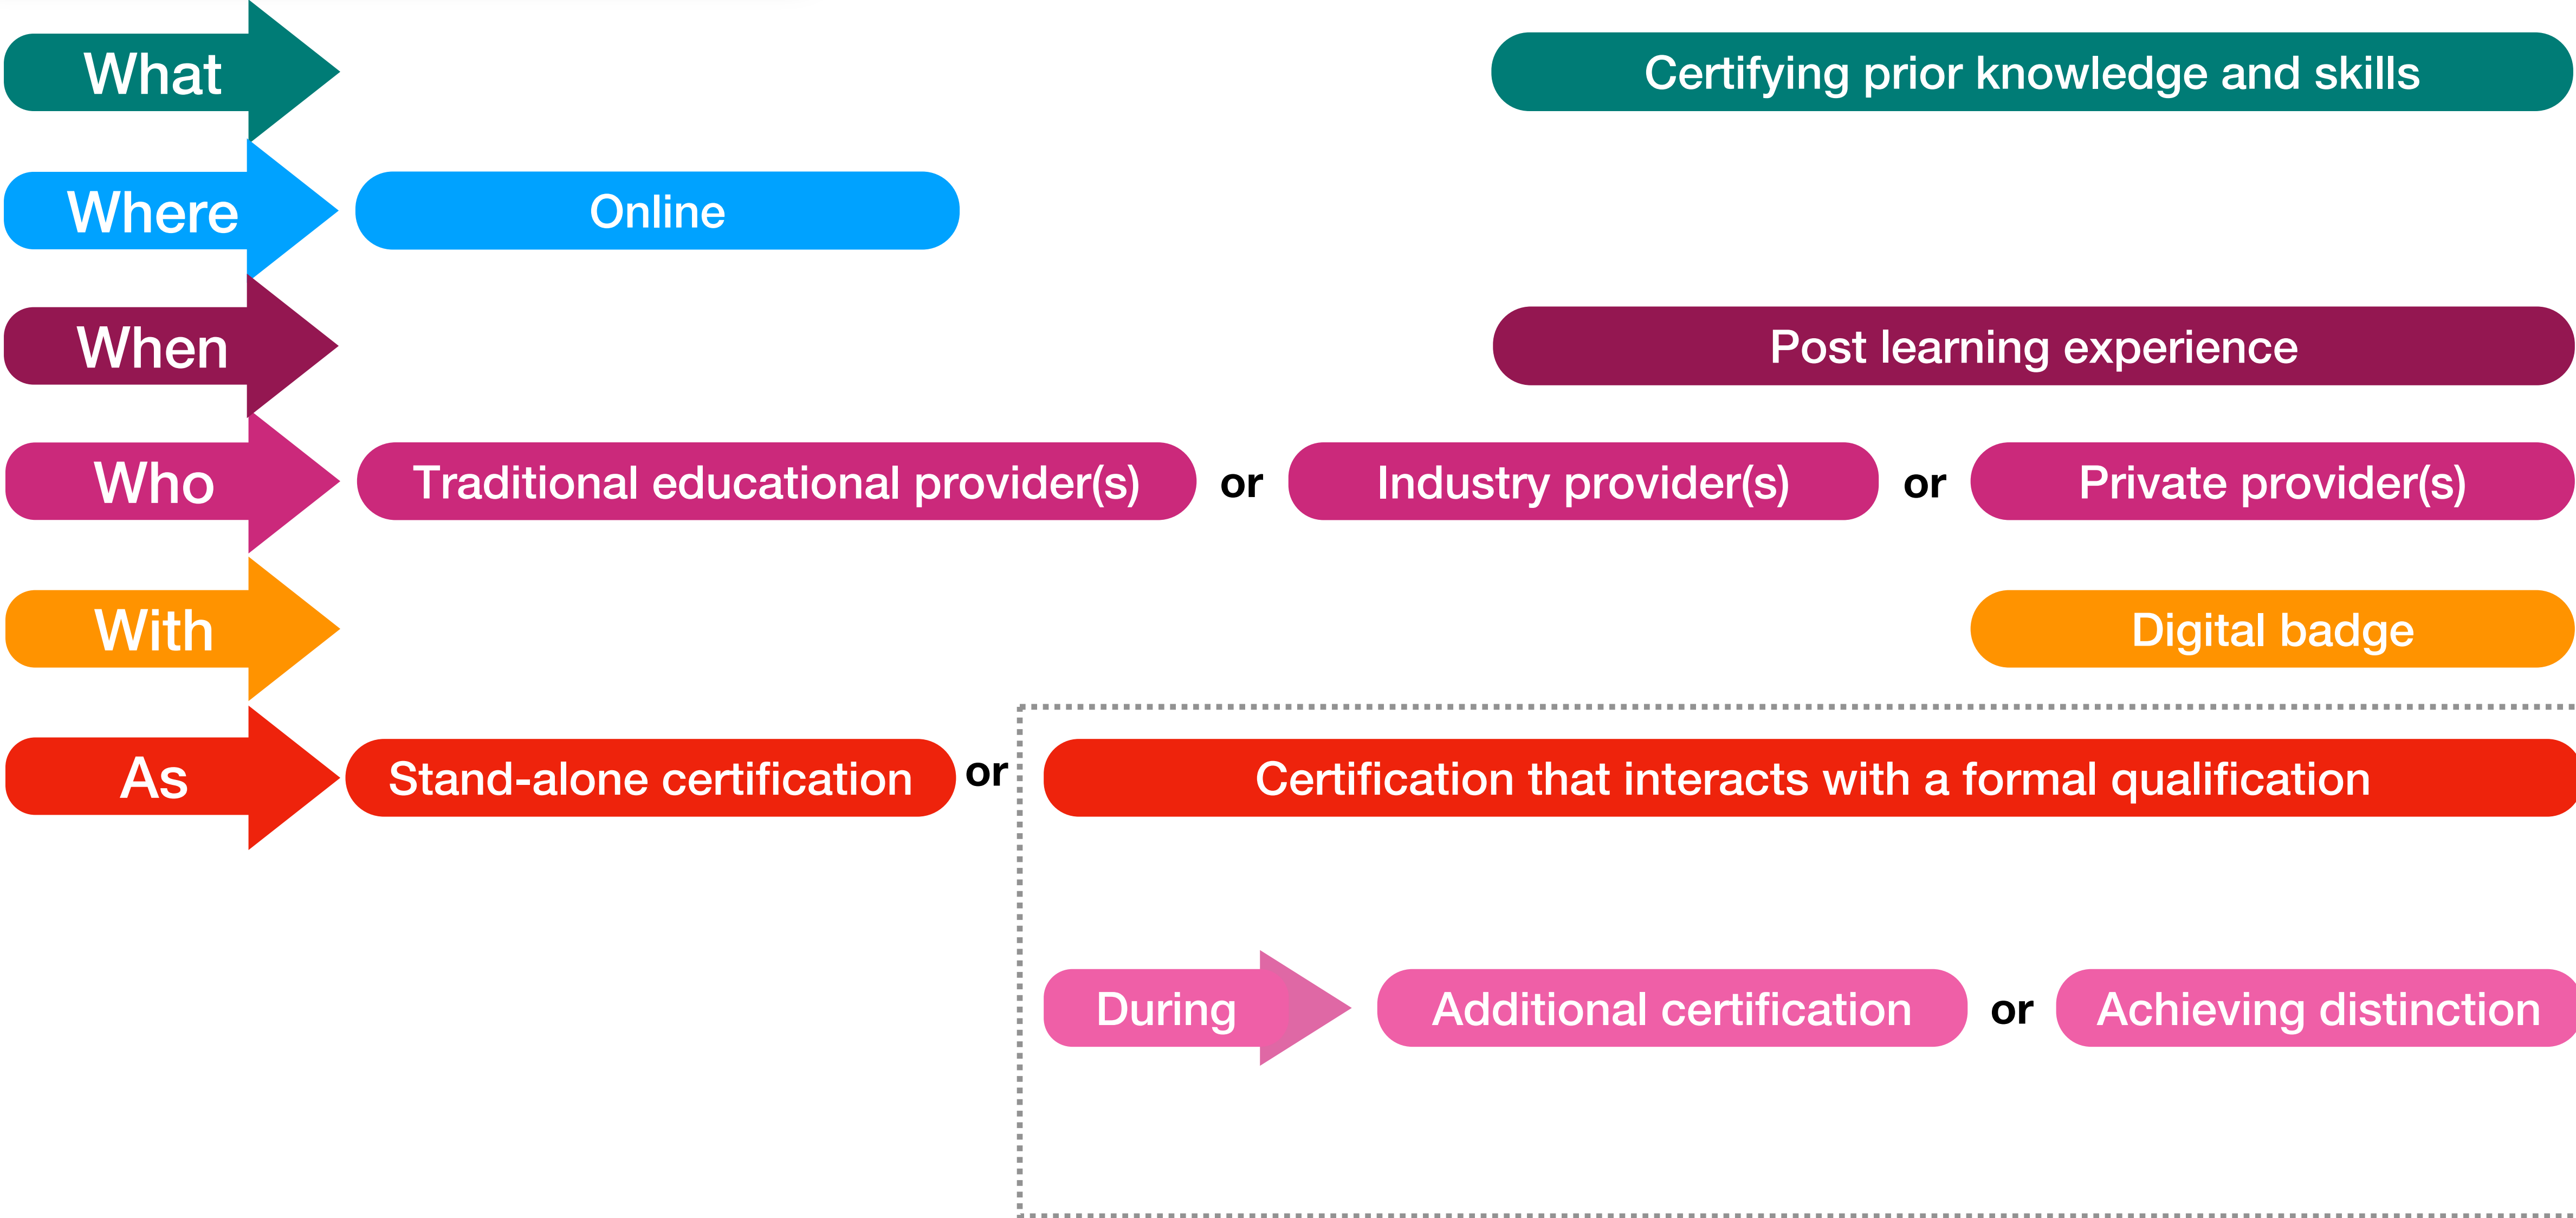 What Certifying prior knowledge and skills
Where Online
When Post learning experience
Who Traditional educational provider(s) or Industry provider(s) or Private provider(s)
With Digital badge
As Stand-alone certification or Certification that interacts with a formal qualification
During Additional certification or Achieving distinction